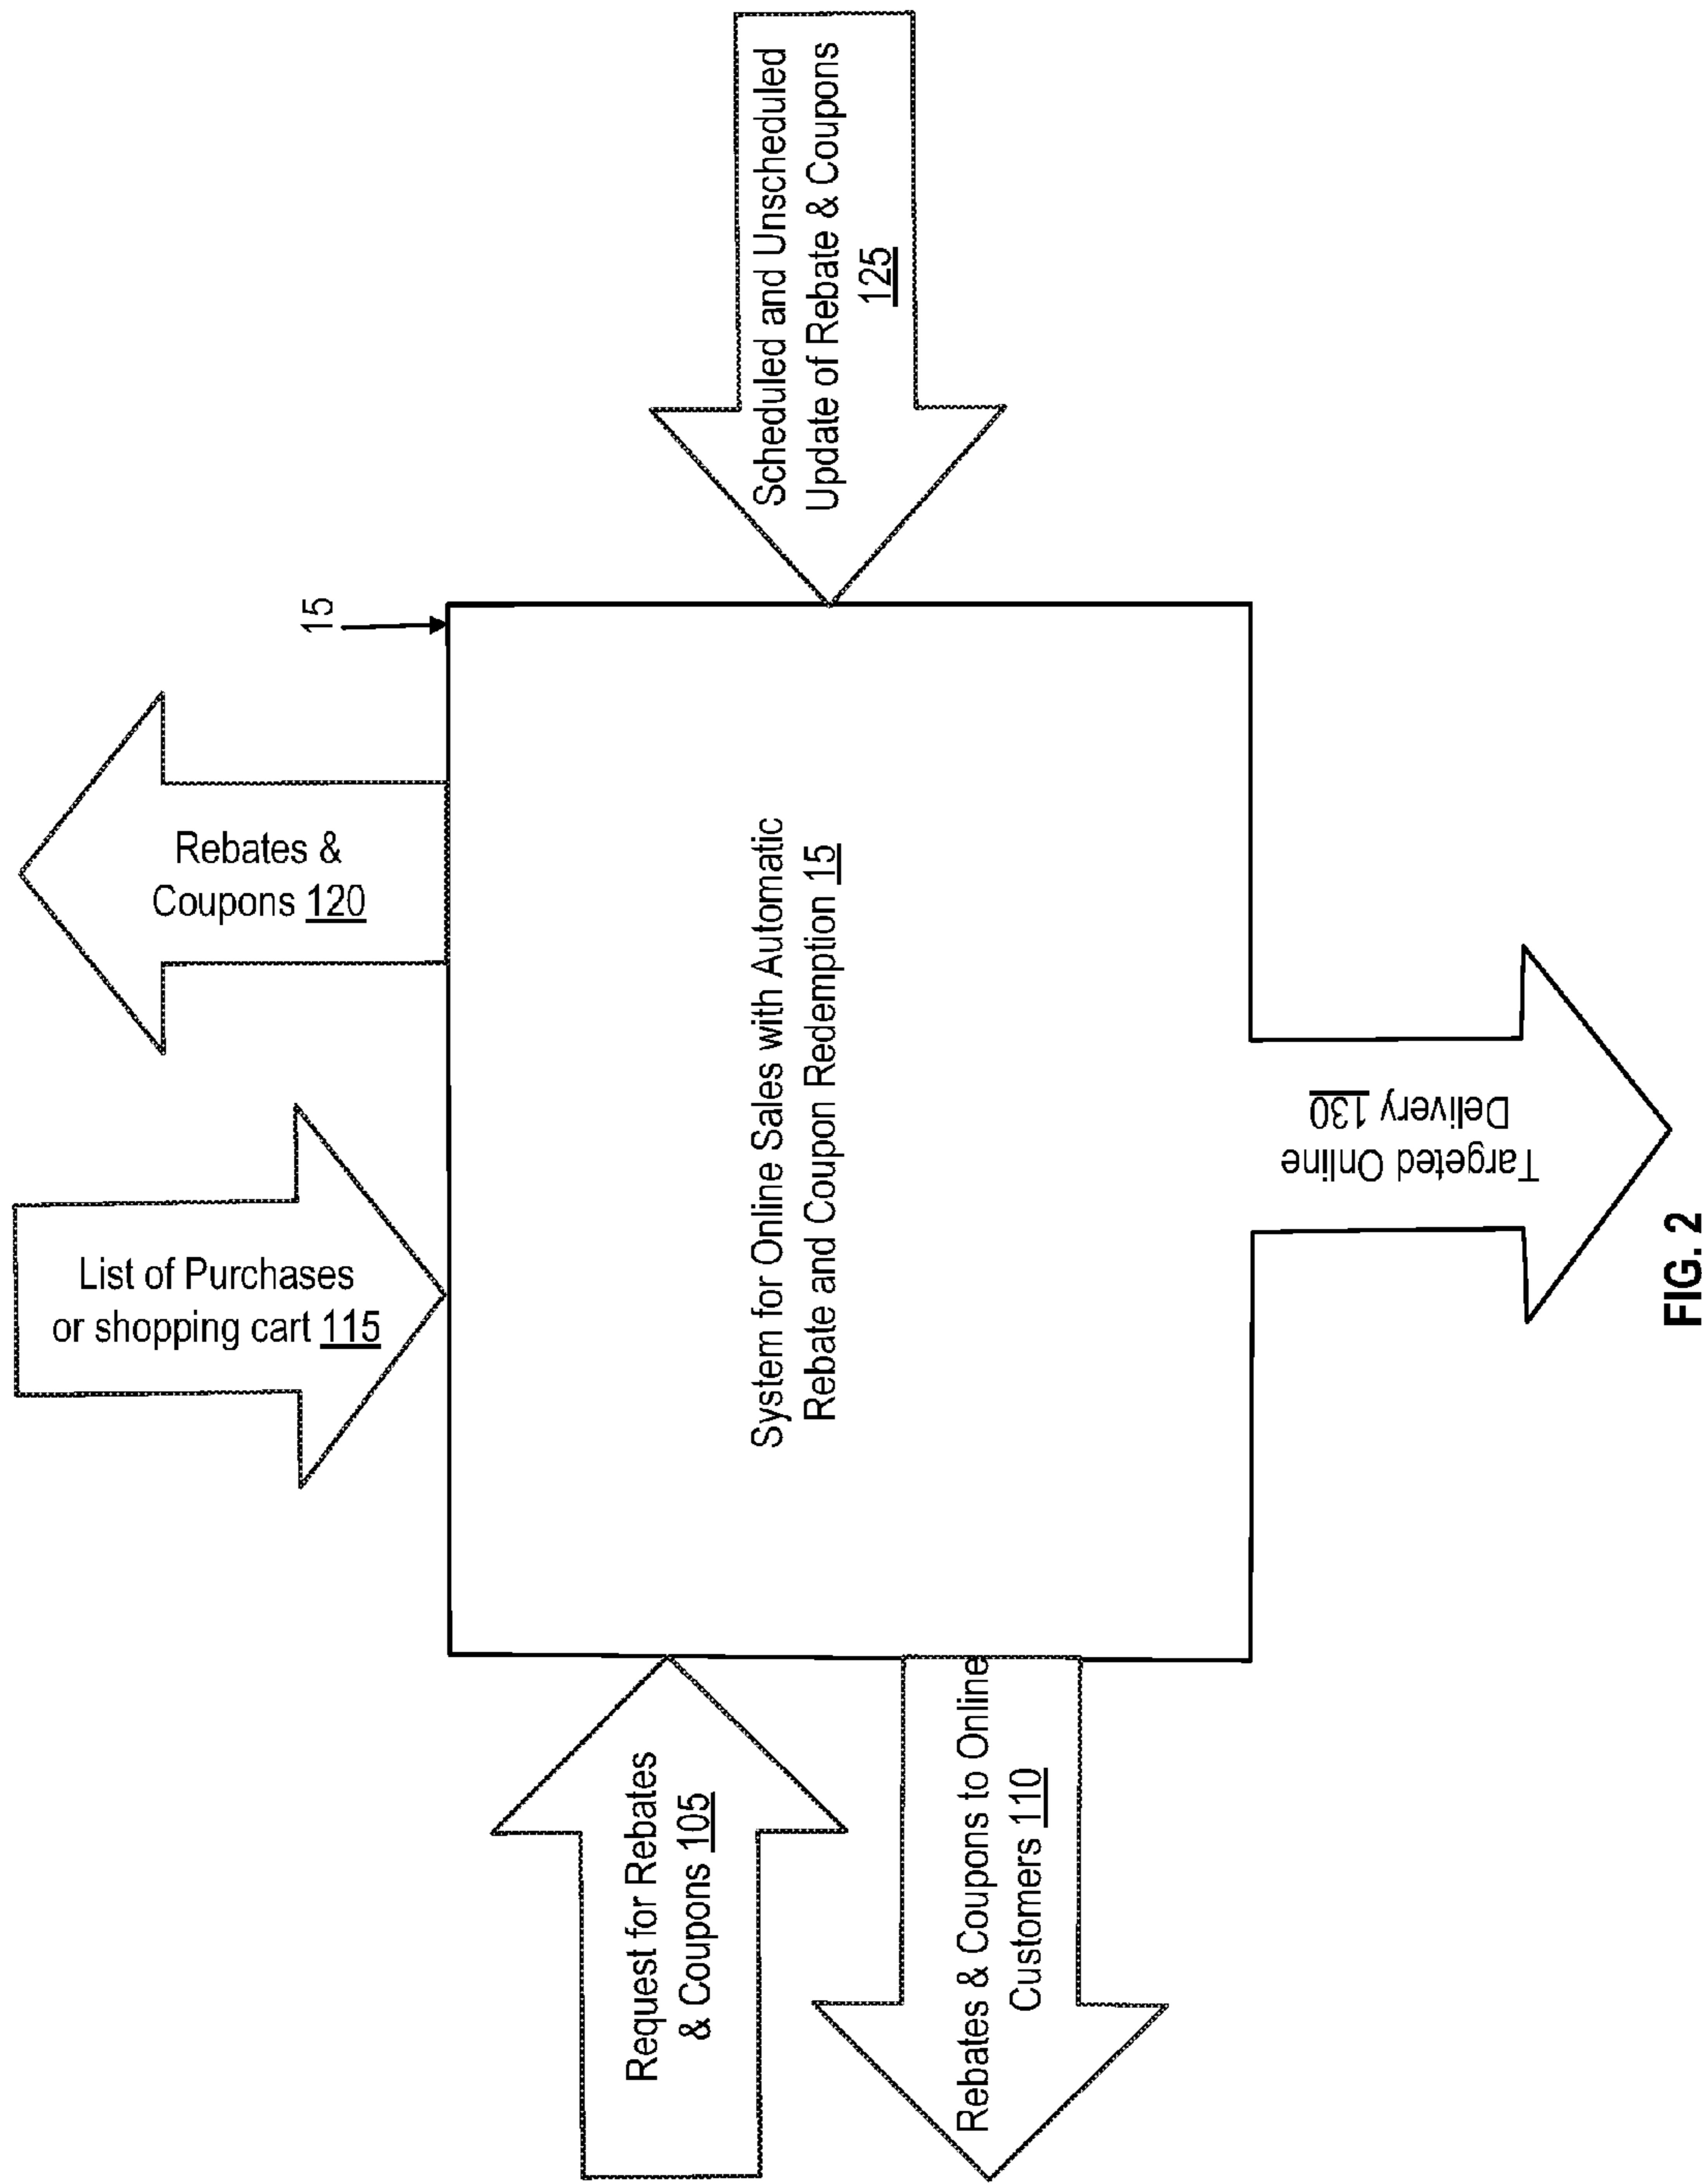 Request for Rebates
& Coupons 105
Rebates & Coupons to Online
Customers 110
List of Purchases
or shopping cart 115
Rebates &
Coupons 120
15
System for Online Sales with Automatic
Rebate and Coupon Redemption 15
Scheduled and Unscheduled
Update of Rebate & Coupons
125
Targeted Online
Delivery 130
FIG. 2